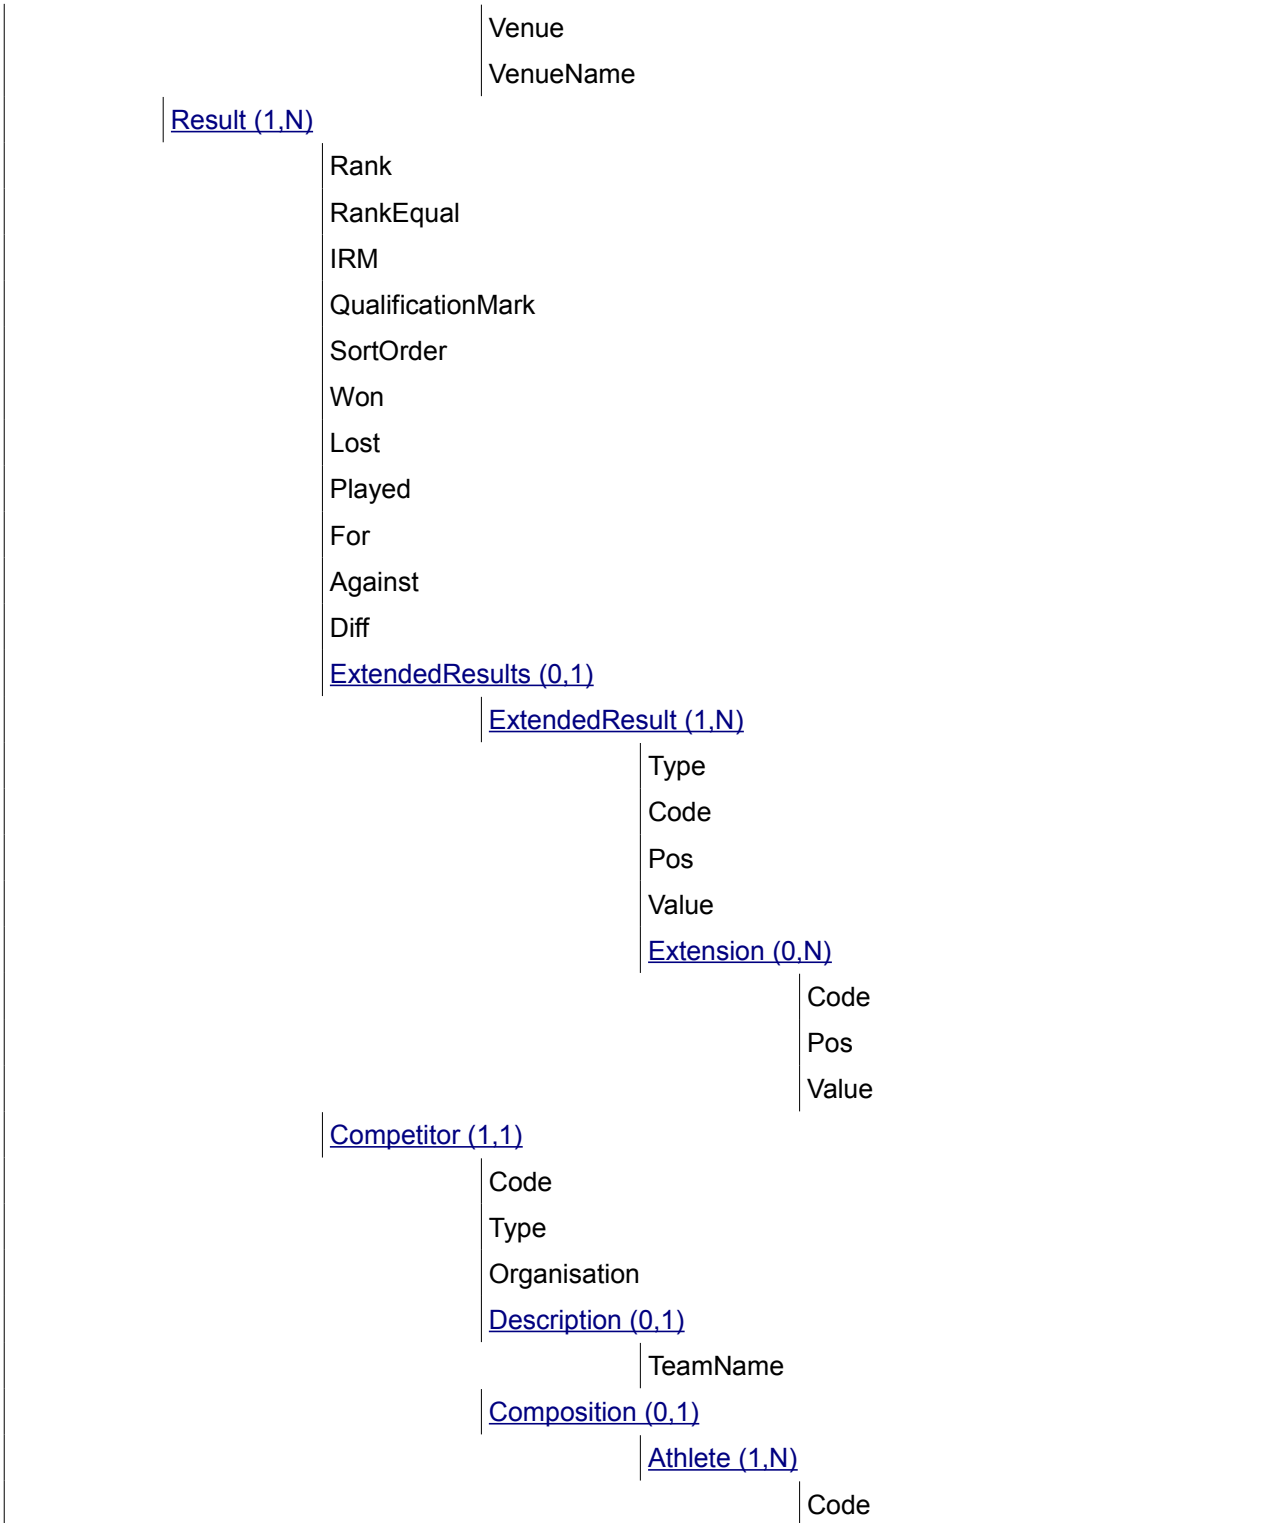 Venue
VenueName
Result (1,N)
Rank
RankEqual
IRM
QualificationMark
SortOrder
Won
Lost
Played
For
Against
Diff
ExtendedResults (0,1)
ExtendedResult (1,N)
Type
Code
Pos
Value
Extension (0,N)
Code
Pos
Value
Competitor (1,1)
Code
Type
Organisation
Description (0,1)
TeamName
Composition (0,1)
Athlete (1,N)
Code